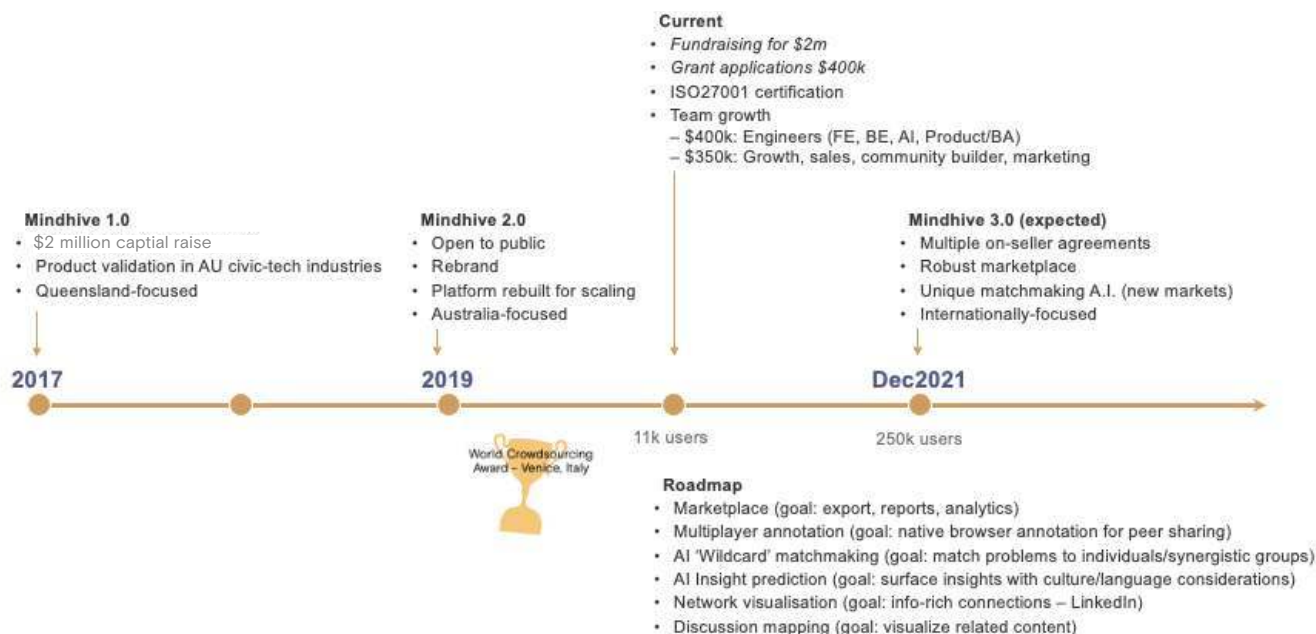 Current
• Fundraising for $2m
• Grant applications $400k
• ISO27001 certification
• Team growth
– $400k: Engineers (FE, BE, AI, Product/BA)
– $350k: Growth, sales, community builder, marketing
Mindhive 1.0
• $2 million captial raise
• Product validation in AU civic-tech industries
• Queensland-focused
Mindhive 2.0
• Open to public
• Rebrand
• Platform rebuilt for scaling
• Australia-focused
Mindhive 3.0 (expected)
• Multiple on-seller agreements
• Robust marketplace
• Unique matchmaking A.I. (new markets)
• Internationally-focused
2017
2019
Dec2021
World Crowdsourcing
Award – Venice, Italy
11k users
250k users
Roadmap
• Marketplace (goal: export, reports, analytics)
• Multiplayer annotation (goal: native browser annotation for peer sharing)
• AI 'Wildcard' matchmaking (goal: match problems to individuals/synergistic groups)
• AI Insight prediction (goal: surface insights with culture/language considerations)
• Network visualisation (goal: info-rich connections – LinkedIn)
• Discussion mapping (goal: visualize related content)